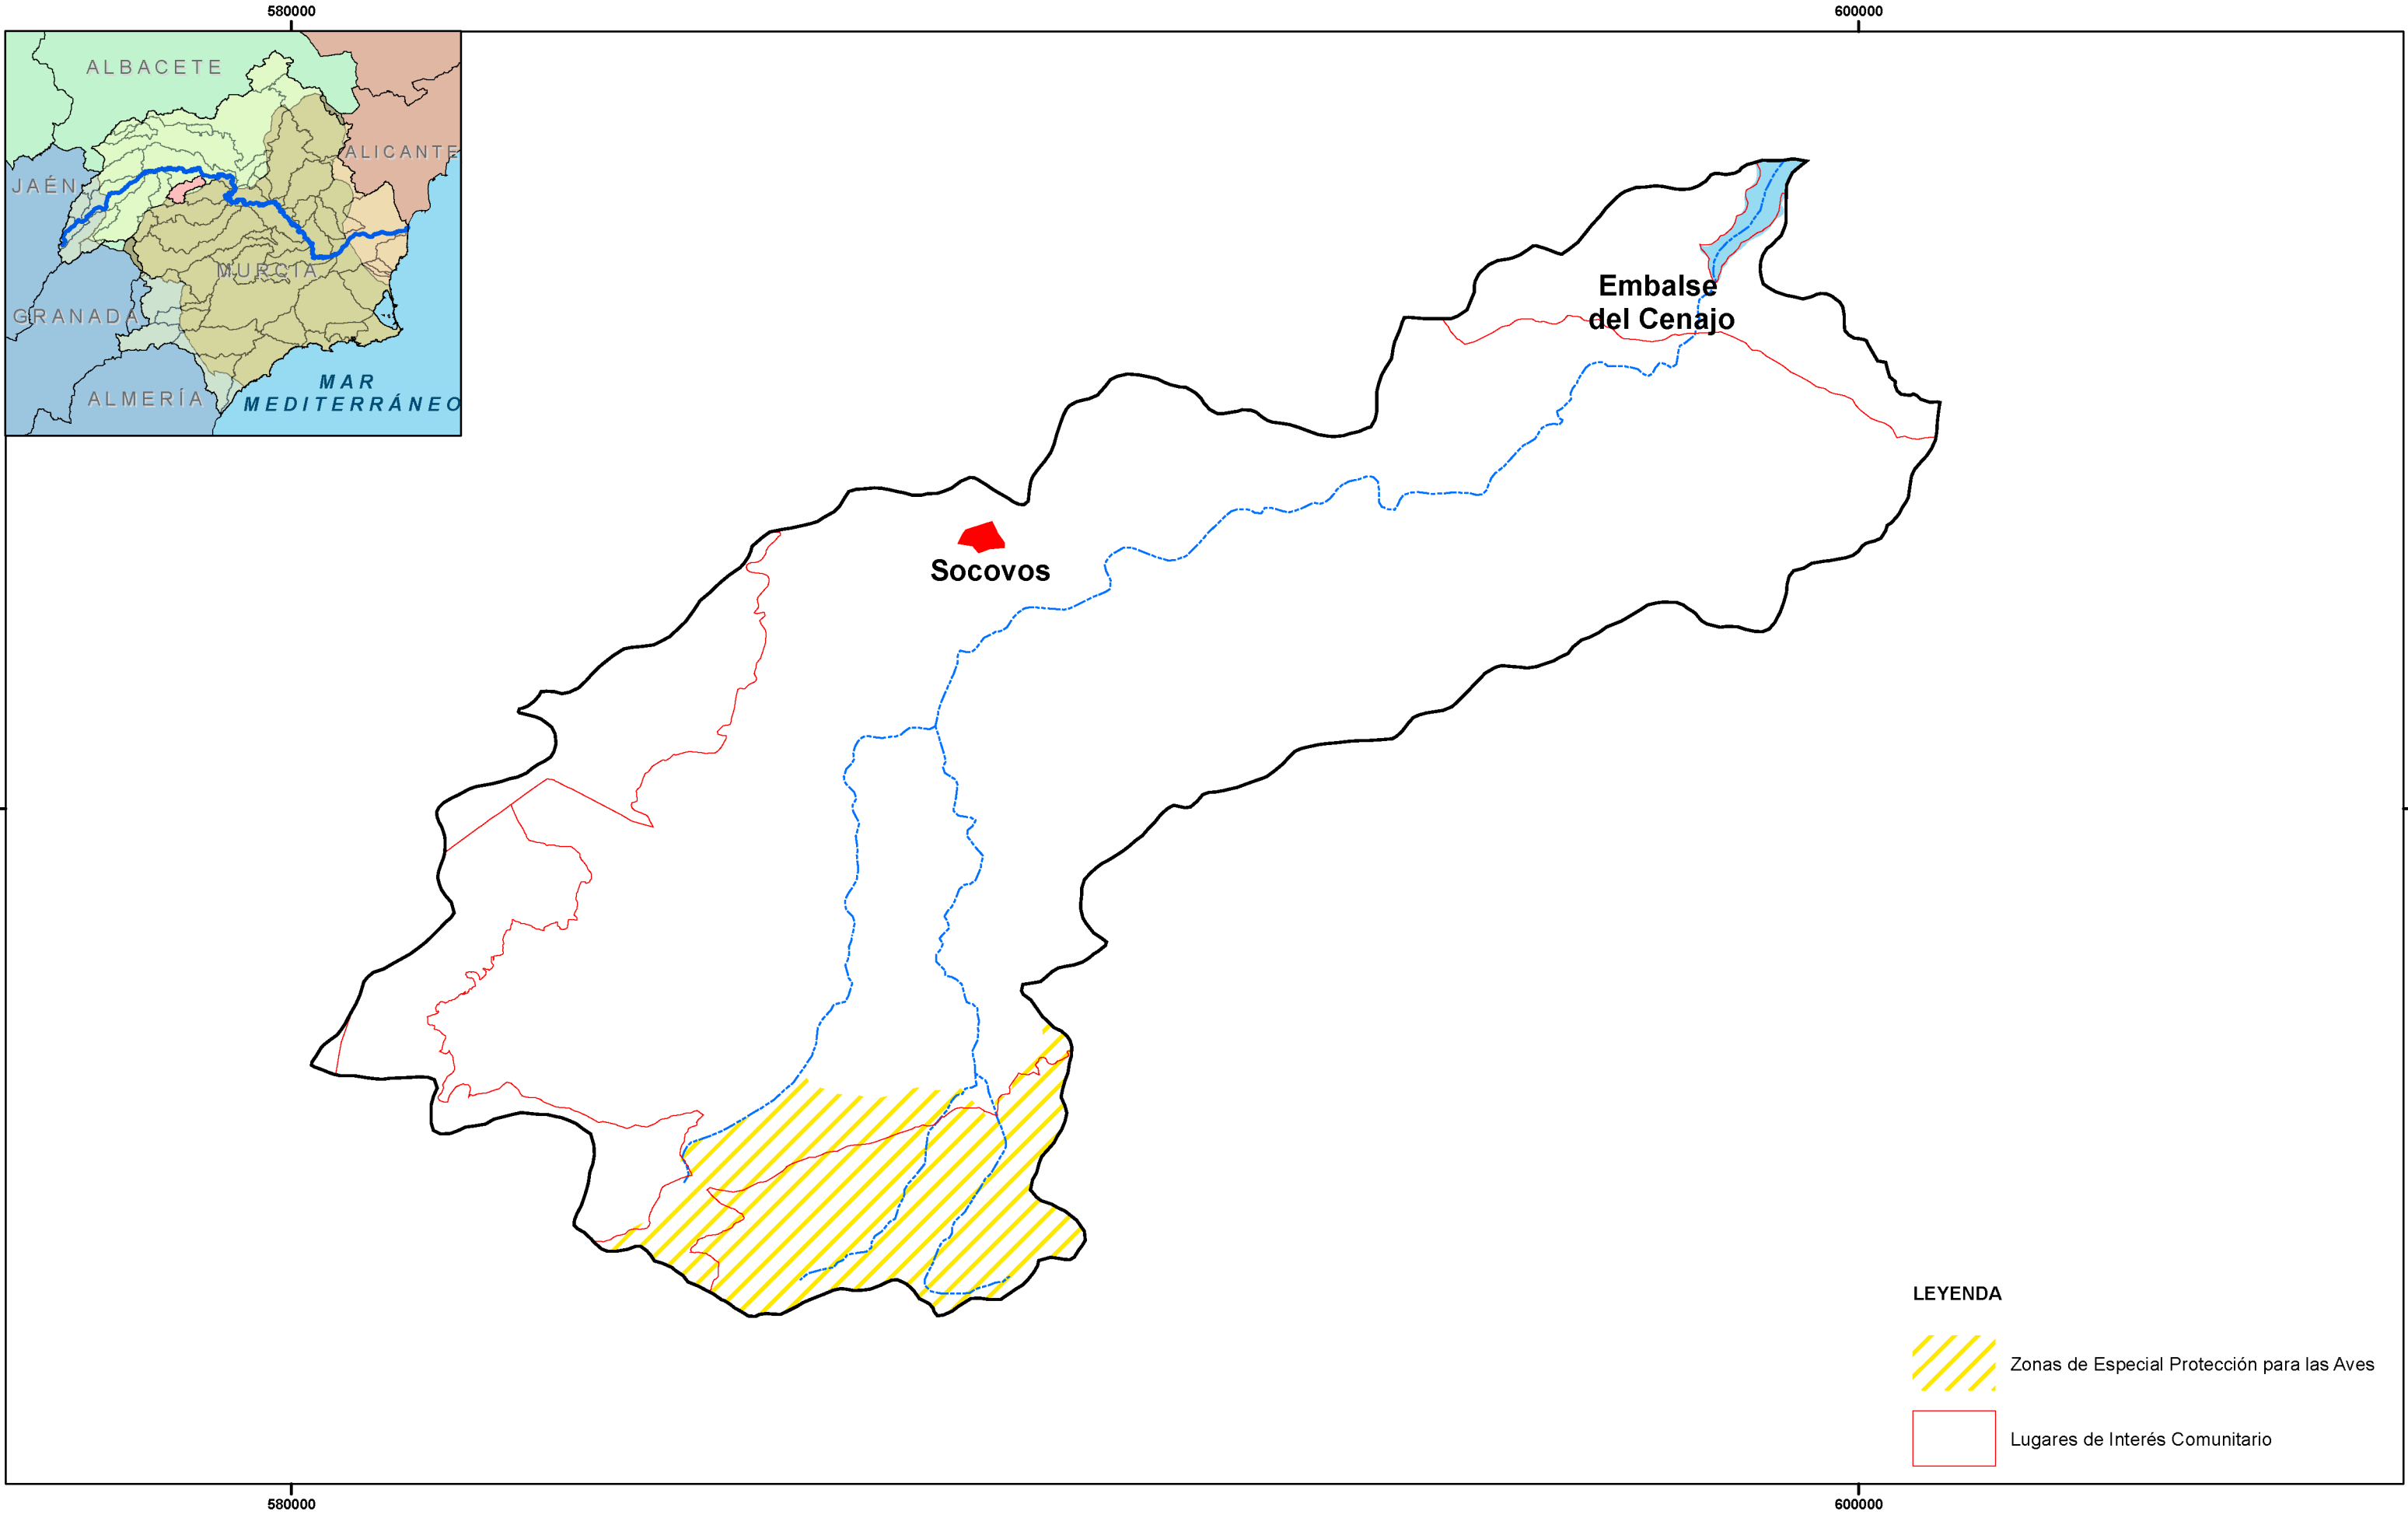 580000
600000
ALBACETE
ALICANTE
JAÉN
MURCIA
GRANADA
ALMERÍA
MAR
MEDITERRÁNEO
Embalse
del Cenajo
Socovos
LEYENDA
Zonas de Especial Protección para las Aves
Lugares de Interés Comunitario
580000
600000